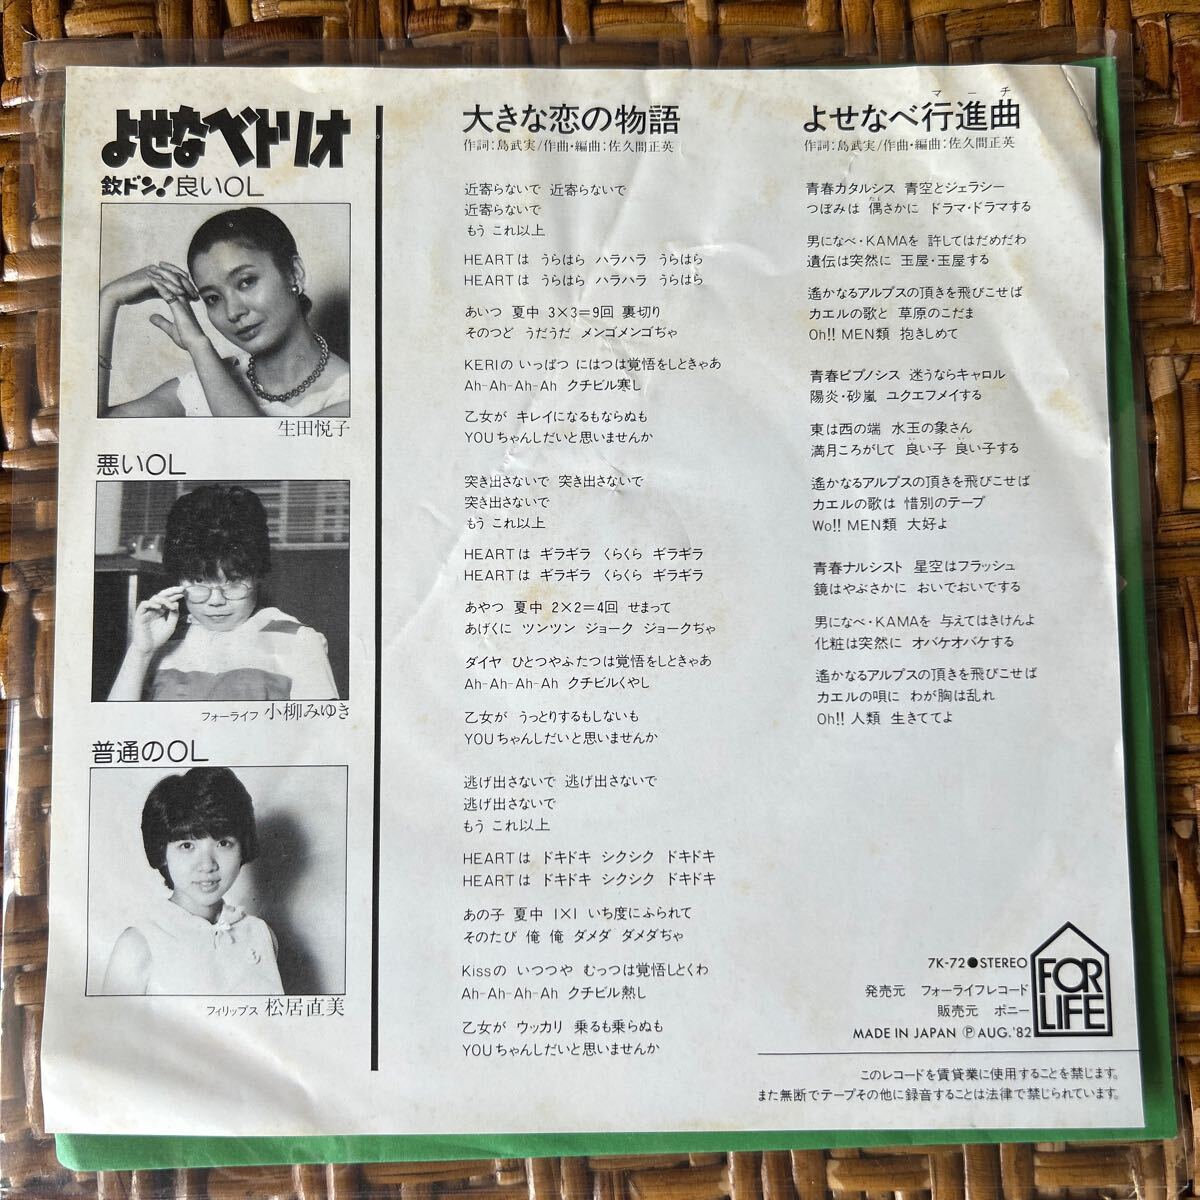 よせなベトリオ
欽ドン!良いOL
生田悦子
悪いOL
フォーライフ 小柳みゆき
普通のOL
フィリップス 松居直美
大きな恋の物語
作詞:島武実/作曲・編曲:佐久間正英
近寄らないで 近寄らないで
近寄らないで
もう これ以上
HEARTは うらはら ハラハラ うらはら
HEARTは うらはら ハラハラ うらはら
あいつ 夏中 3×3=9回 裏切り
そのつど うだうだ メンゴメンゴぢゃ
KERIの いっぱつ にはつは覚悟をしときゃあ
Ah-Ah-Ah-Ah クチビル寒し
乙女が キレイになるもならぬも
YOUちゃんしだいと思いませんか
突き出さないで 突き出さないで
突き出さないで
もう これ以上
HEARTは ギラギラ くらくら ギラギラ
HEARTは ギラギラ くらくら ギラギラ
あやつ 夏中 2×2=4回 せまって
あげくに ツンツン ジョーク ジョークぢゃ
ダイヤ ひとつやふたつは覚悟をしときゃあ
Ah-Ah-Ah-Ah クチビルくやし
乙女が うっとりするもしないも
YOUちゃんしだいと思いませんか
逃げ出さないで 逃げ出さないで
逃げ出さないで
もう これ以上
HEARTは ドキドキ シクシク ドキドキ
HEARTは ドキドキ シクシク ドキドキ
あの子 夏中 1×1 いち度にふられて
そのたび 俺 俺 ダメダ ダメダぢゃ
Kissの いつつや むっつは覚悟しとくわ
Ah-Ah-Ah-Ah クチビル熱し
乙女が ウッカリ 乗るも乗らぬも
YOUちゃんしだいと思いませんか
マーチ
よせなべ行進曲
作詞:島武実/作曲・編曲:佐久間正英
青春カタルシス 青空とジェラシー
つぼみは 偶さかに ドラマ・ドラマする
男になべ・KAMAを 許してはだめだわ
遺伝は突然に 玉屋・玉屋する
遙かなるアルプスの頂きを飛びこせば
カエルの歌と 草原のこだま
Oh!! MEN類 抱きしめて
青春ピプノシス 迷うならキャロル
陽炎・砂嵐 ユクエフメイする
東は西の端 水玉の象さん
満月ころがして 良い子 良い子する
遙かなるアルプスの頂きを飛びこせば
カエルの歌は 惜別のテープ
Wo!! MEN類 大好よ
青春ナルシスト 星空はフラッシュ
鏡はやぶさかに おいでおいでする
男になべ・KAMAを 与えてはきけんよ
化粧は突然に オバケオバケする
遙かなるアルプスの頂きを飛びこせば
カエルの唄に わが胸は乱れ
Oh!! 人類 生きててよ
7K-72●STEREO
発売元 フォーライフレコード
販売元 ポニー
MADE IN JAPAN ℗ AUG.'82
FOR
LIFE
このレコードを賃貸業に使用することを禁じます。
また無断でテープその他に録音することは法律で禁じられています。